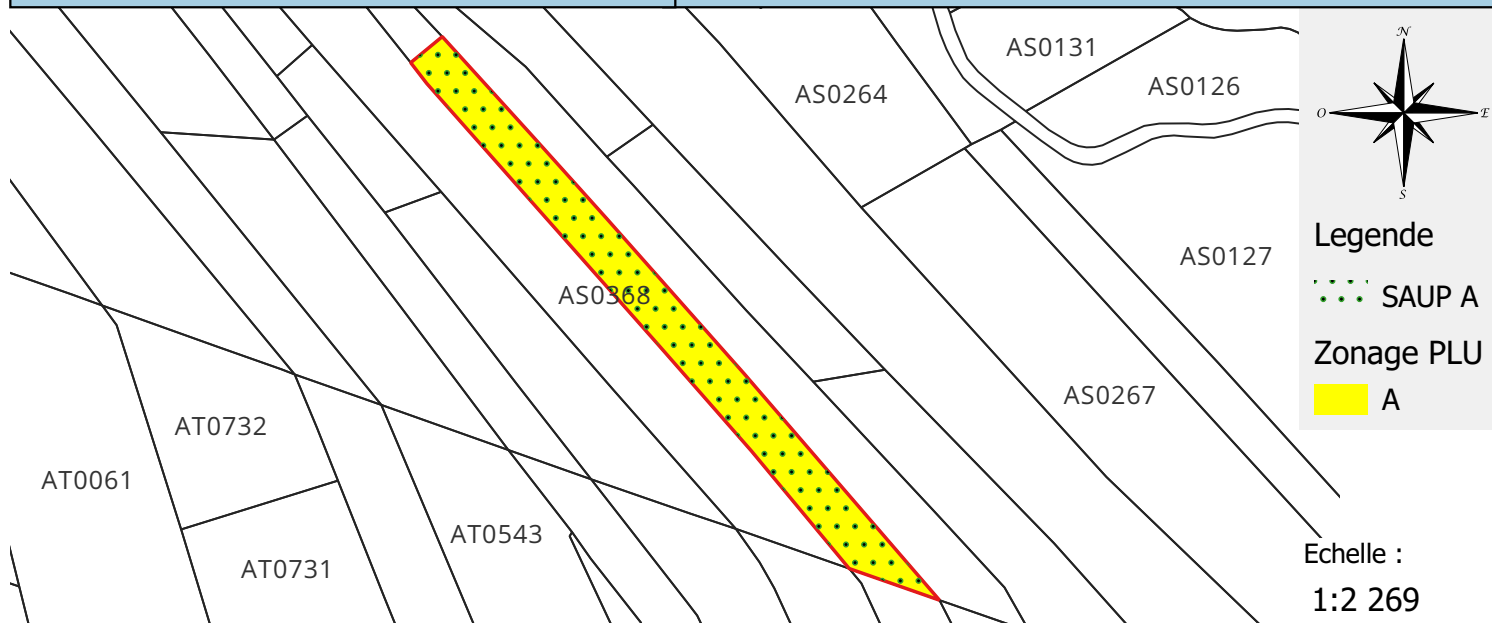 N
O
E
S
AS0131
AS0126
AS0264
AS0127
AS0368
AS0267
AT0732
AT0061
AT0543
AT0731
Legende
SAUP A
Zonage PLU
A
Echelle :
1:2 269